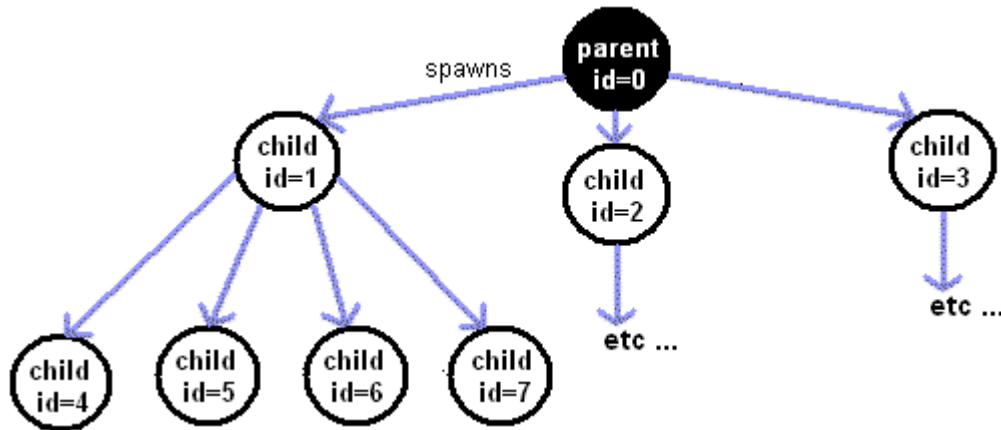 parent
id=0
spawns
child
id=1
child
id=2
child
id=3
etc ...
etc ...
child
id=4
child
id=5
child
id=6
child
id=7